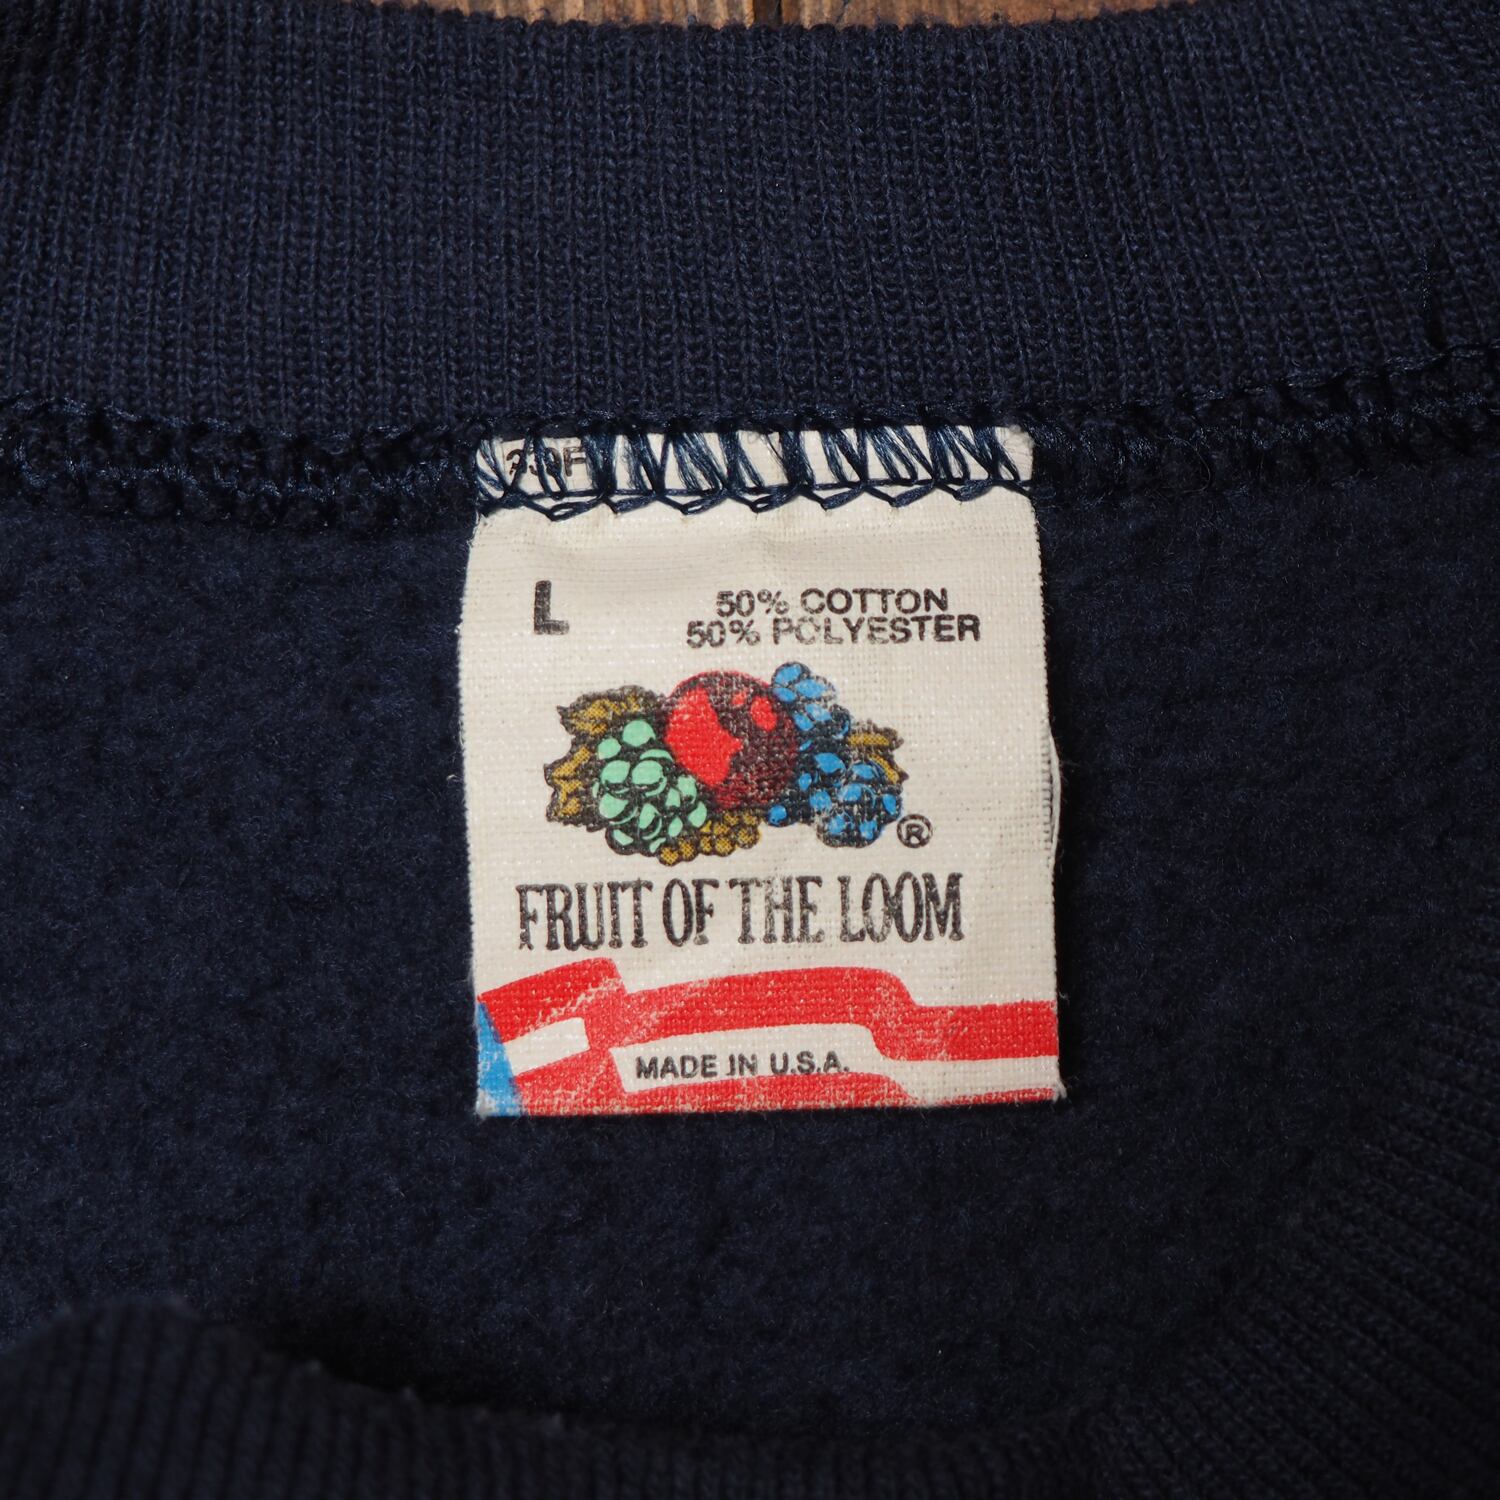 L
50% COTTON
50% POLYESTER
®
FRUIT OF THE LOOM
MADE IN U.S.A.